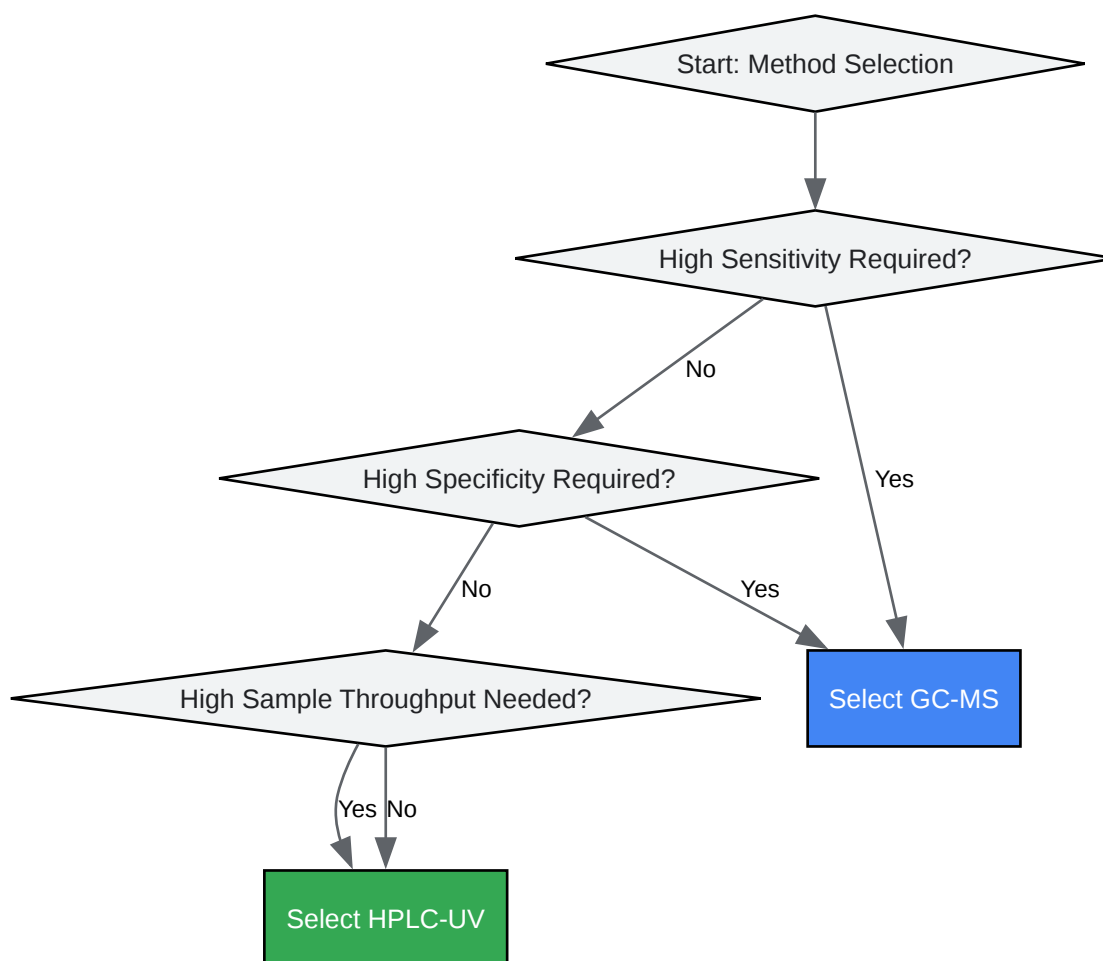 Start: Method Selection
High Sensitivity Required?
No
High Specificity Required?
Yes
No
Yes
High Sample Throughput Needed?
Select GC-MS
Yes
No
Select HPLC-UV